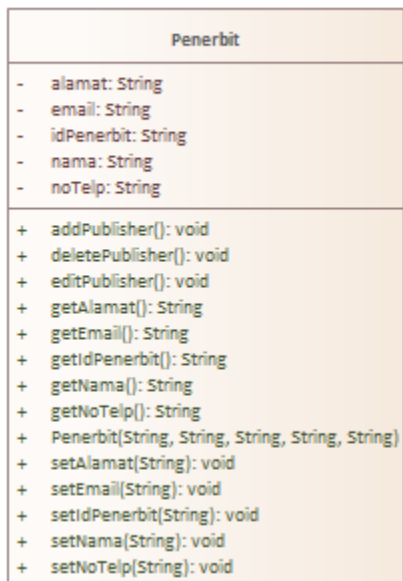 Penerbit
- alamat: String
- email: String
- idPenerbit: String
- nama: String
- noTelp: String
+ addPublisher(): void
+ deletePublisher(): void
+ editPublisher(): void
+ getAlamat(): String
+ getEmail(): String
+ getIdPenerbit(): String
+ getNama(): String
+ getNoTelp(): String
+ Penerbit(String, String, String, String, String)
+ setAlamat(String): void
+ setEmail(String): void
+ setIdPenerbit(String): void
+ setNama(String): void
+ setNoTelp(String): void